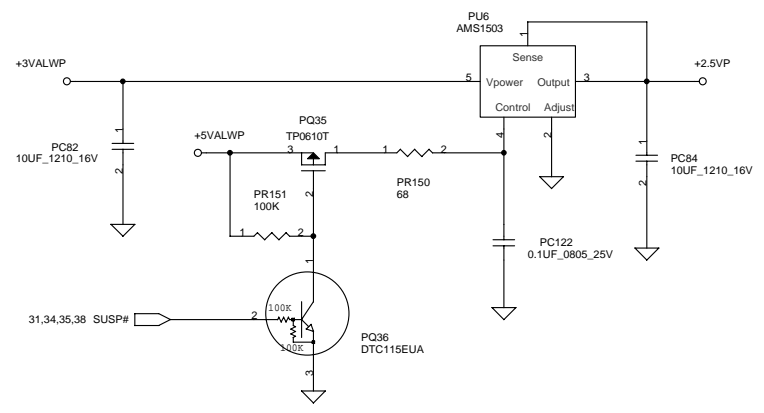 PU6
AMS1503
1
Sense
+3VALWP
+2.5VP
5
Vpower
Output
3
Control
Adjust
4
2
1
PC82
10UF_1210_16V
2
PQ35
TP0610T
+5VALWP
3
1
1
2
2
PR151
100K
PR150
68
1
PC84
10UF_1210_16V
2
1
2
PC122
0.1UF_0805_25V
1
31,34,35,38 SUSP#
2
100K
100K
PQ36
DTC115EUA
3